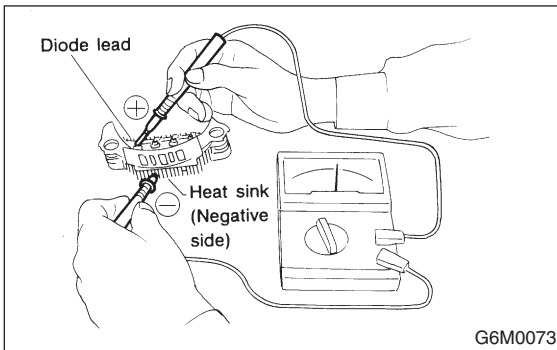 Diode lead
+
Heat sink
(Negative
side)
−
G6M0073